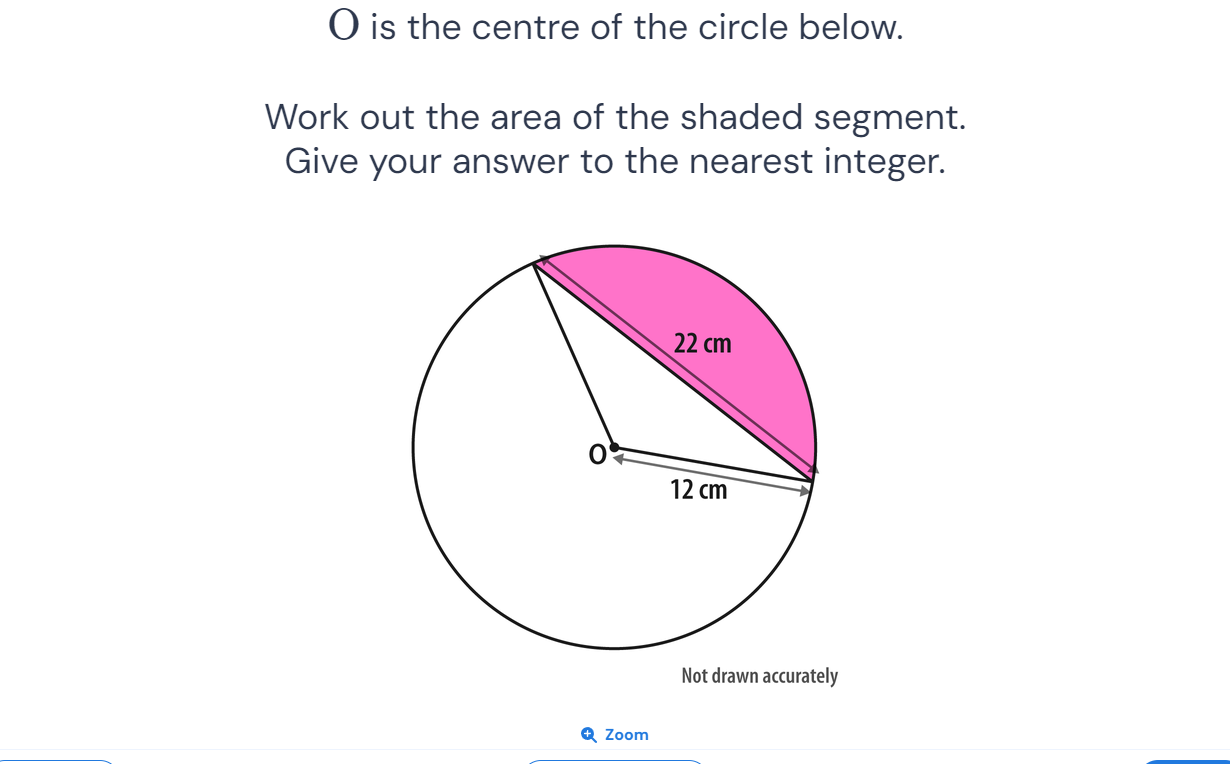 O is the centre of the circle below.
Work out the area of the shaded segment.
Give your answer to the nearest integer.
22 cm
O
12 cm
Not drawn accurately
Zoom